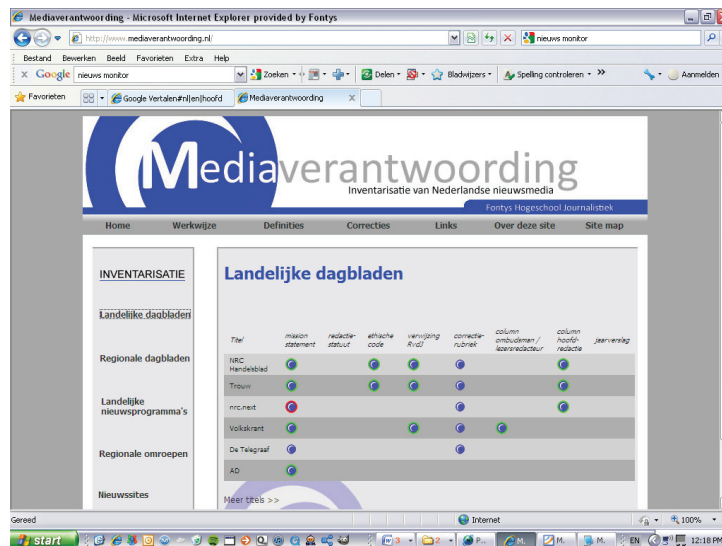 Mediaverantwoording - Microsoft Internet Explorer provided by Fontys
http://www.mediaverantwoording.nl/
nieuws monitor
Bestand Bewerken Beeld Favorieten Extra Help
Google nieuws monitor Zoeken Delen Bladwijzers Spelling controleren Aanmelden
Favorieten Google Vertalen#nl|en|hoofd Mediaverantwoording
Mediaverantwoording
Inventarisatie van Nederlandse nieuwsmedia
Fontys Hogeschool Journalistiek
Home Werkwijze Definities Correcties Links Over deze site Site map
INVENTARISATIE
Landelijke dagbladen
Regionale dagbladen
Landelijke
nieuwsprogramma's
Regionale omroepen
Nieuwssites
Landelijke dagbladen
Titel mission statement redactie-statuut ethische code verwijzing RvdJ correctie-rubriek column ombudsman / lezersredacteur column hoofd-redactie jaarverslag
NRC
Handelsblad
Trouw
nrc.next
Volkskrant
De Telegraaf
AD
Meer titels >>
Gereed Internet 100%
start 3 2 P.. M. M. M. EN 12:18 PM